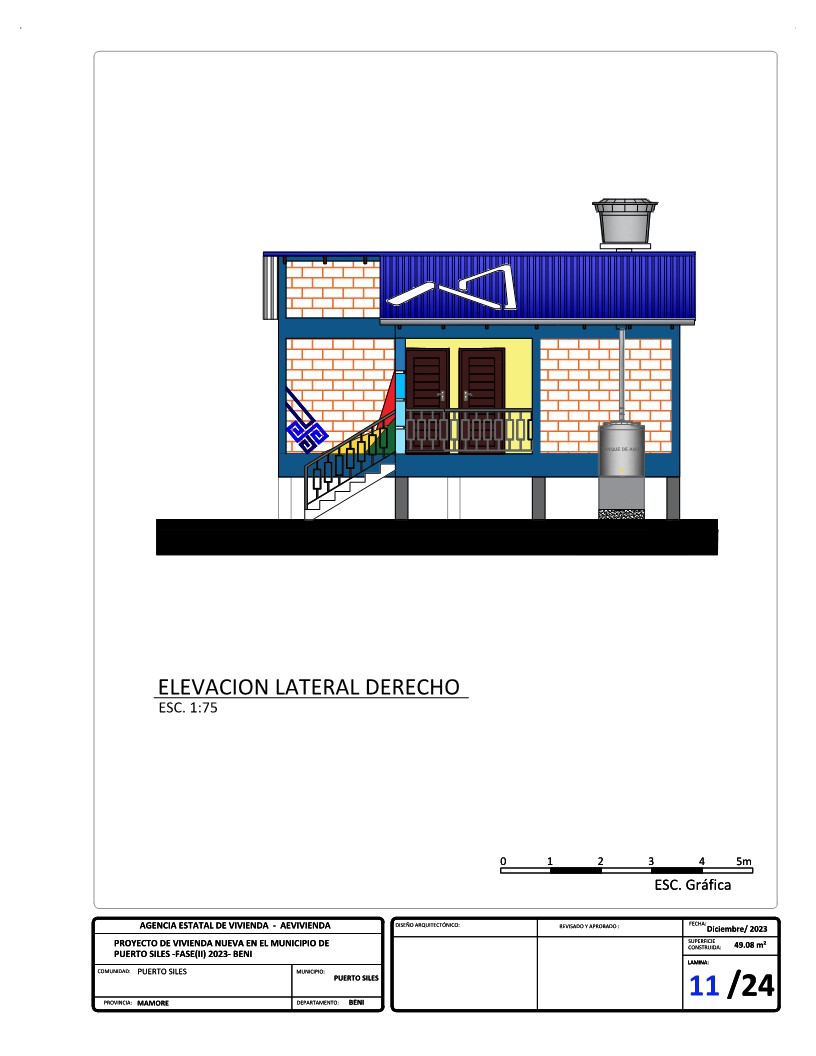 ELEVACION LATERAL DERECHO
ESC. 1:75
0 1 2 3 4 5m
ESC. Gráfica
AGENCIA ESTATAL DE VIVIENDA - AEVIVIENDA
PROYECTO DE VIVIENDA NUEVA EN EL MUNICIPIO DE
PUERTO SILES -FASE(II) 2023- BENI
COMUNIDAD: PUERTO SILES
MUNICIPIO:
PUERTO SILES
PROVINCIA: MAMORE
DEPARTAMENTO: BENI
DISEÑO ARQUITECTÓNICO:
REVISADO Y APROBADO :
FECHA: Diciembre/ 2023
SUPERFICIE
CONSTRUIDA: 49.08 m²
LAMINA:
11 /24